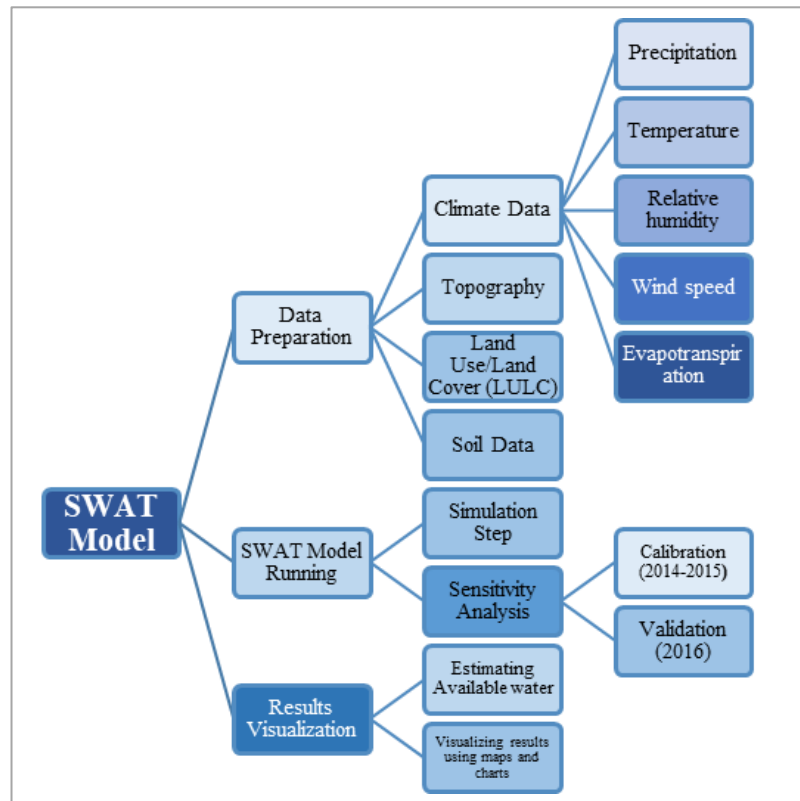 SWAT
Model
Data
Preparation
SWAT Model
Running
Results
Visualization
Climate Data
Topography
Land
Use/Land
Cover (LULC)
Soil Data
Simulation
Step
Sensitivity
Analysis
Estimating
Available water
Visualizing results
using maps and
charts
Precipitation
Temperature
Relative
humidity
Wind speed
Evapotranspir
ation
Calibration
(2014-2015)
Validation
(2016)